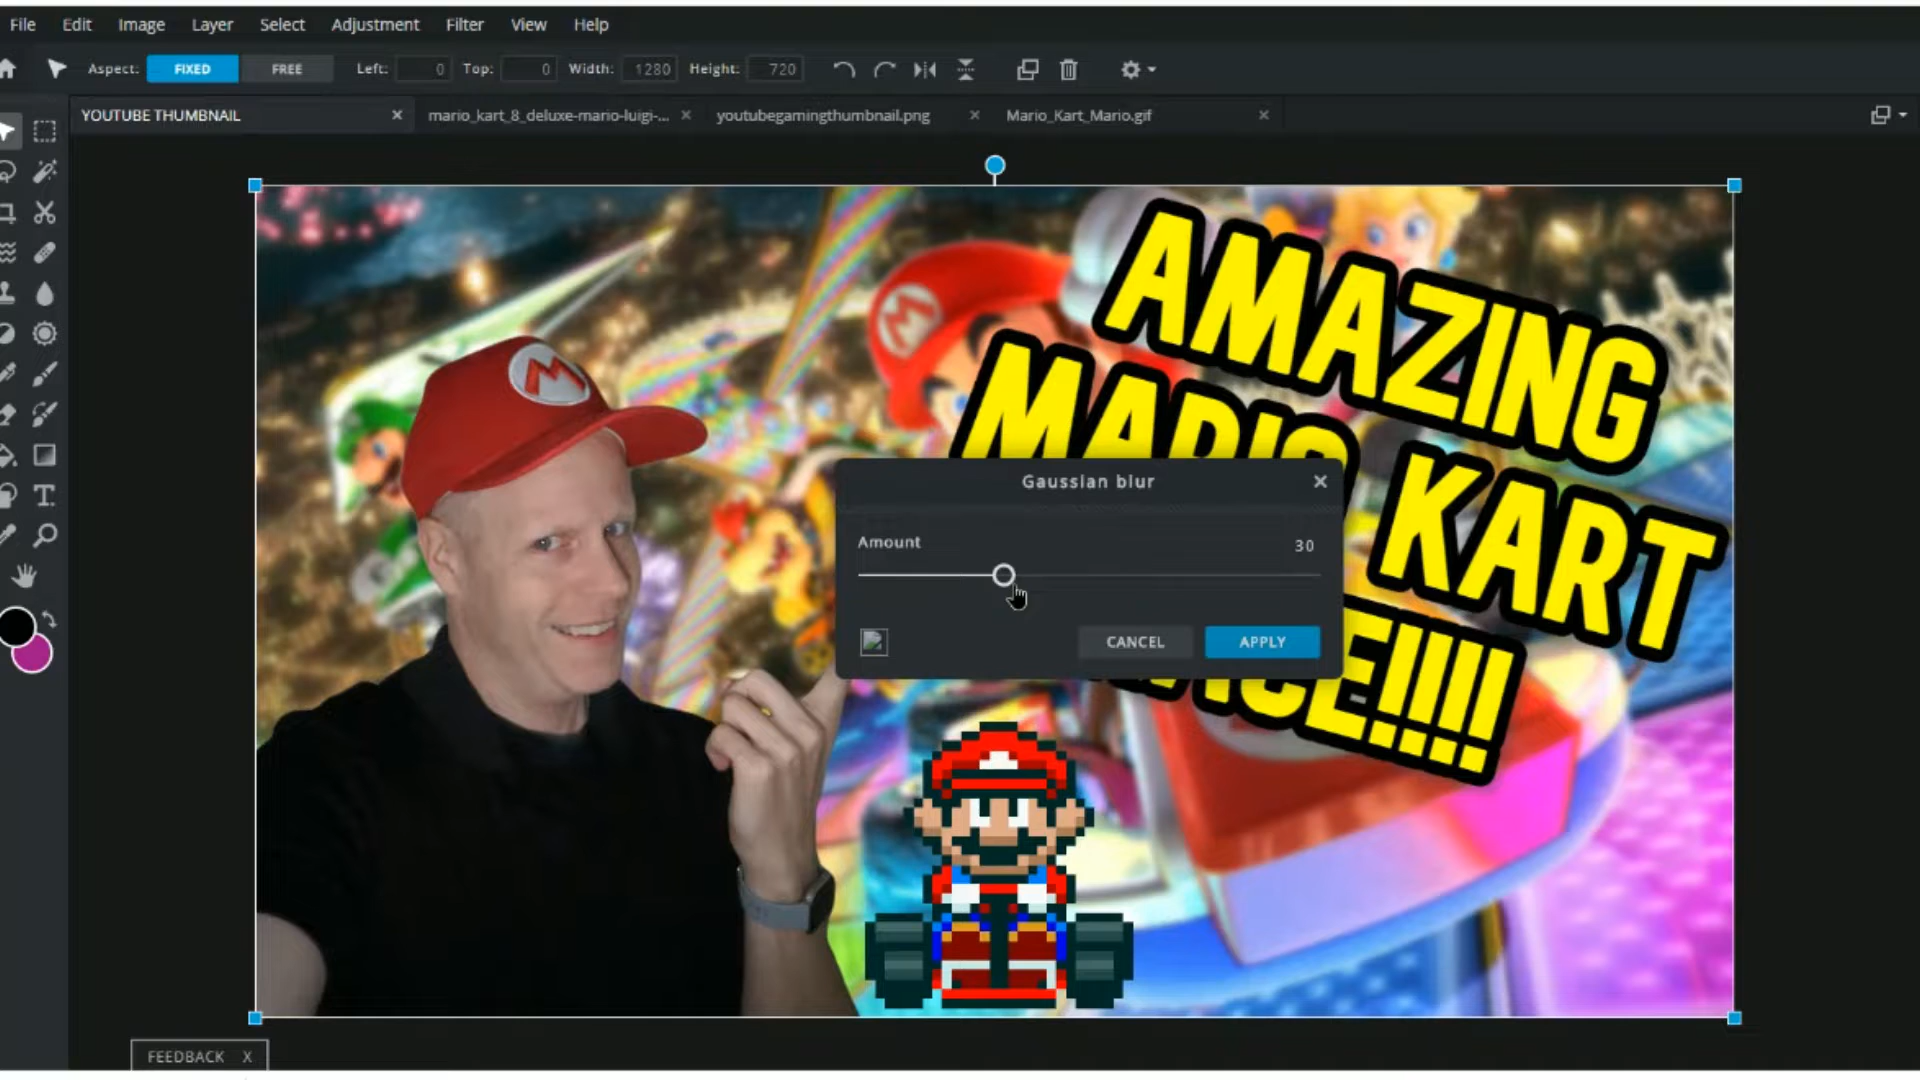 File Edit Image Layer Select Adjustment Filter View Help
Aspect: FIXED FREE Left: 0 Top: 0 Width: 1280 Height: 720
YOUTUBE THUMBNAIL mario_kart_8_deluxe-mario-luigi-... youtubegamingthumbnail.png Mario_Kart_Mario.gif
AMAZING
MARIO KART
Gaussian blur
Amount
30
CANCEL APPLY
M
M
FEEDBACK X